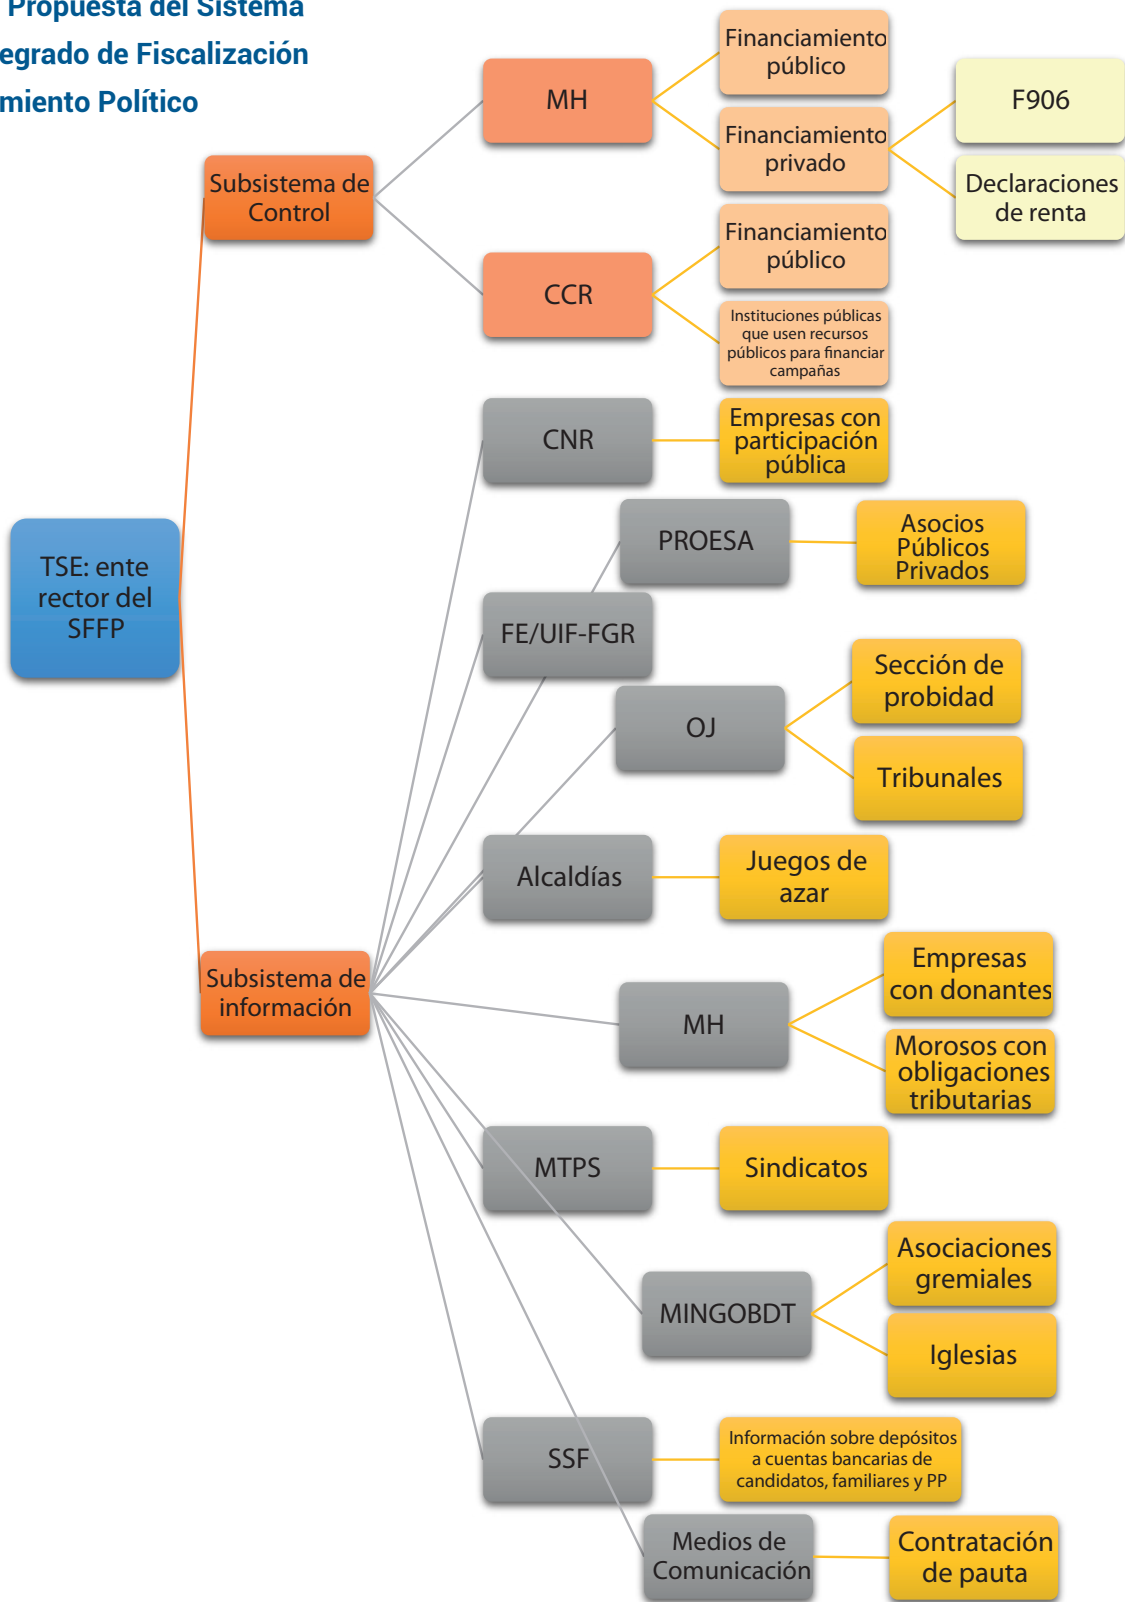 Propuesta del Sistema
egrado de Fiscalización
miento Político
TSE: ente
rector del
SFFP
Subsistema de
Control
MH
Financiamiento
público
Financiamiento
privado
F906
Declaraciones
de renta
CCR
Financiamiento
público
Instituciones públicas
que usen recursos
públicos para financiar
campañas
Subsistema de
información
CNR
Empresas con
participación
pública
PROESA
Asocios
Públicos
Privados
FE/UIF-FGR
OJ
Sección de
probidad
Tribunales
Alcaldías
Juegos de
azar
MH
Empresas
con donantes
Morosos con
obligaciones
tributarias
MTPS
Sindicatos
MINGOBDT
Asociaciones
gremiales
Iglesias
SSF
Información sobre depósitos
a cuentas bancarias de
candidatos, familiares y PP
Medios de
Comunicación
Contratación
de pauta